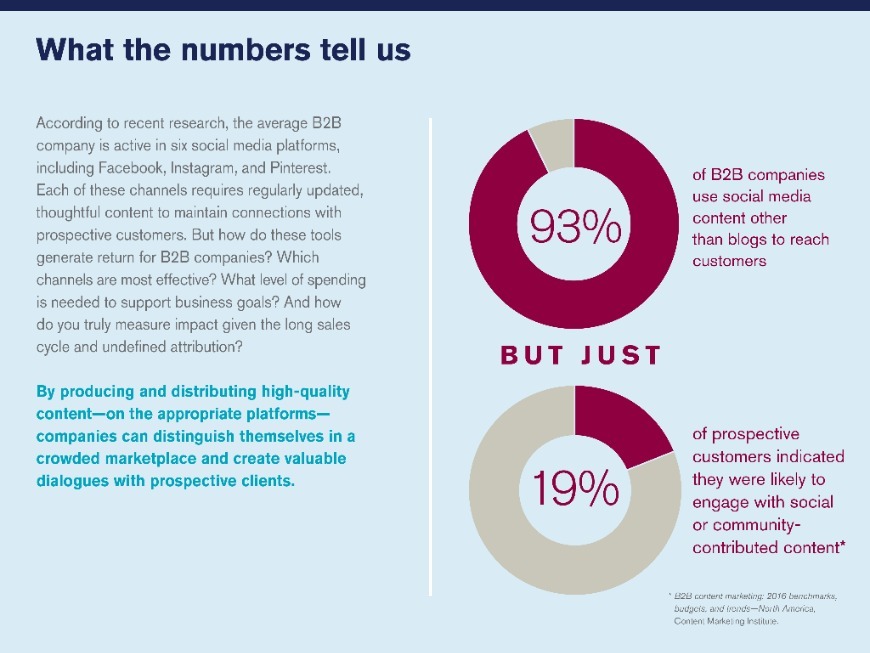 What the numbers tell us
According to recent research, the average B2B
company is active in six social media platforms,
including Facebook, Instagram, and Pinterest.
Each of these channels requires regularly updated,
thoughtful content to maintain connections with
prospective customers. But how do these tools
generate return for B2B companies? Which
channels are most effective? What level of spending
is needed to support business goals? And how
do you truly measure impact given the long sales
cycle and undefined attribution?
By producing and distributing high-quality
content—on the appropriate platforms—
companies can distinguish themselves in a
crowded marketplace and create valuable
dialogues with prospective clients.
93%
of B2B companies
use social media
content other
than blogs to reach
customers
BUT JUST
19%
of prospective
customers indicated
they were likely to
engage with social
or community-
contributed content*
* B2B content marketing: 2016 benchmarks,
budgets, and trends—North America,
Content Marketing Institute.